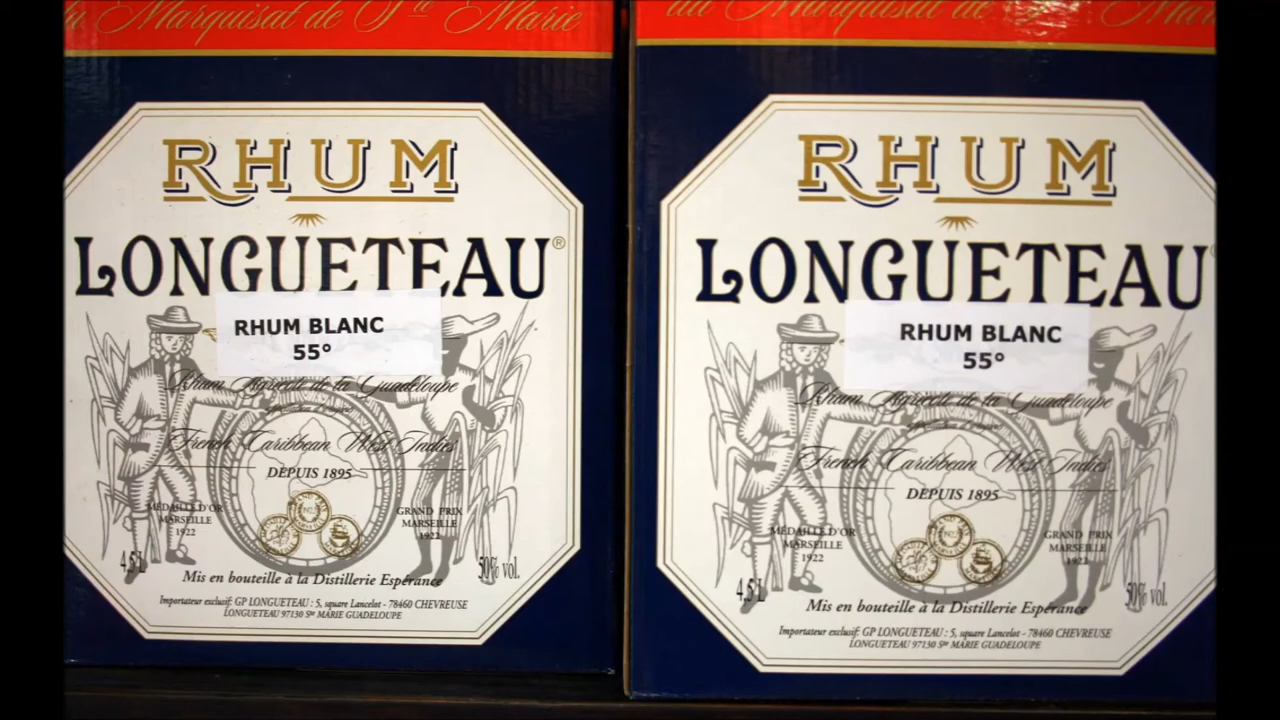 Marquisat de Ste Marie
RHUM
LONGUETEAU®
RHUM BLANC
55°
Rhum Agricole de la Guadeloupe
French Caribbean West Indies
DEPUIS 1895
MÉDAILLE D'OR
MARSEILLE
1922
GRAND PRIX
MARSEILLE
1922
4,5 L
50% vol.
Mis en bouteille à la Distillerie Espérance
Importateur exclusif: GP LONGUETEAU : 5, square Lancelot - 78460 CHEVREUSE
LONGUETEAU 97130 Ste MARIE GUADELOUPE
du Marquisat de Ste Mar
RHUM
LONGUETEAU
RHUM BLANC
55°
Rhum Agricole de la Guadeloupe
French Caribbean West Indies
DEPUIS 1895
MÉDAILLE D'OR
MARSEILLE
1922
GRAND PRIX
MARSEILLE
1922
4,5 L
50% vol.
Mis en bouteille à la Distillerie Espérance
Importateur exclusif: GP LONGUETEAU : 5, square Lancelot - 78460 CHEVREUSE
LONGUETEAU 97130 Ste MARIE GUADELOUPE